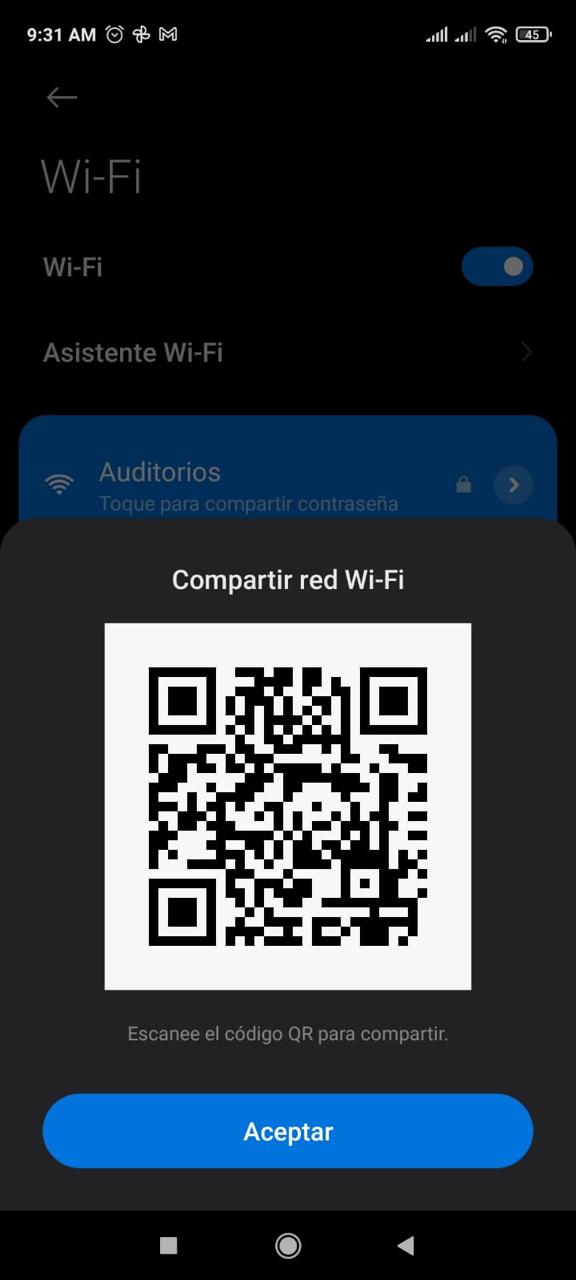 9:31 AM
45
Wi-Fi
Wi-Fi
Asistente Wi-Fi
Auditorios
Toque para compartir contraseña
Compartir red Wi-Fi
Escanee el código QR para compartir.
Aceptar